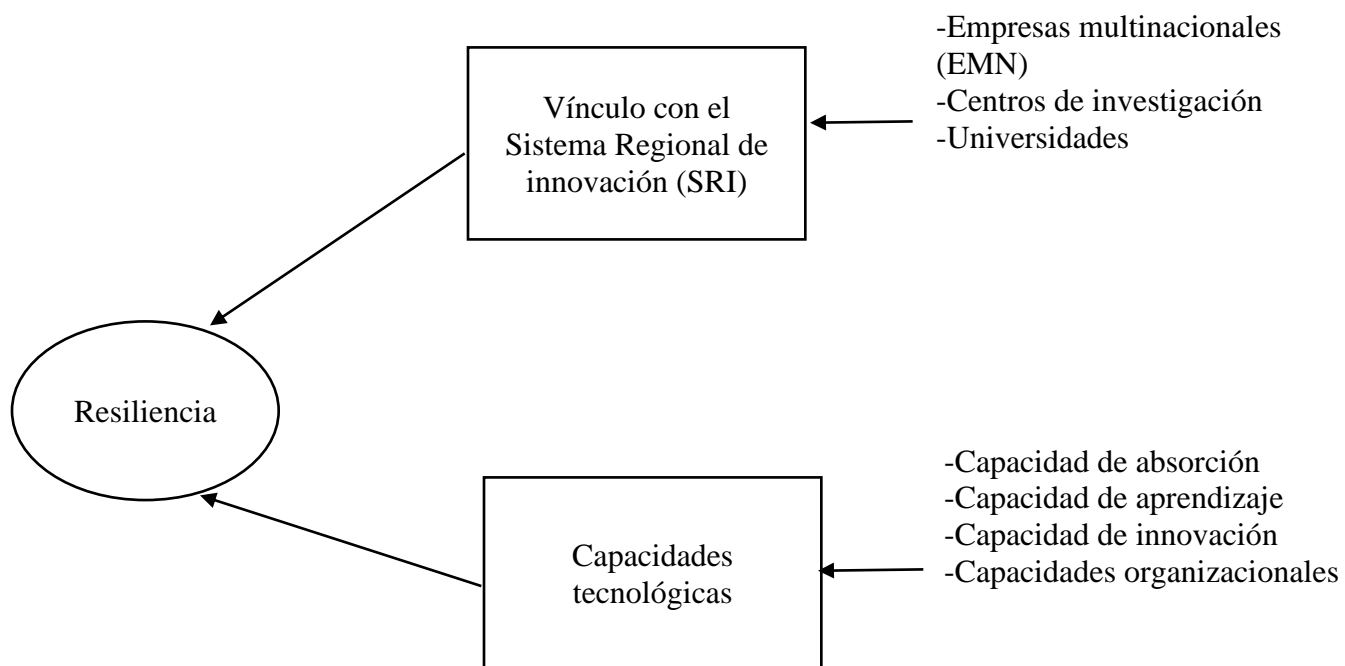 -Empresas multinacionales
(EMN)
-Centros de investigación
-Universidades
Vínculo con el
Sistema Regional de
innovación (SRI)
Resiliencia
-Capacidad de absorción
-Capacidad de aprendizaje
-Capacidad de innovación
-Capacidades organizacionales
Capacidades
tecnológicas